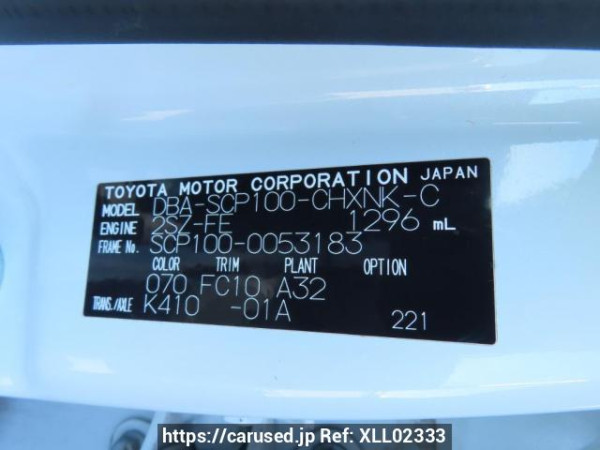 TOYOTA MOTOR CORPORATION JAPAN
MODEL DBA-SCP100-CHXNK-C
ENGINE 2SZ-FE 1296 mL
FRAME No. SCP100-0053183
COLOR TRIM PLANT OPTION
070 FC10 A32
TRANS./AXLE K410 -01A
221
https://carused.jp Ref: XLL02333